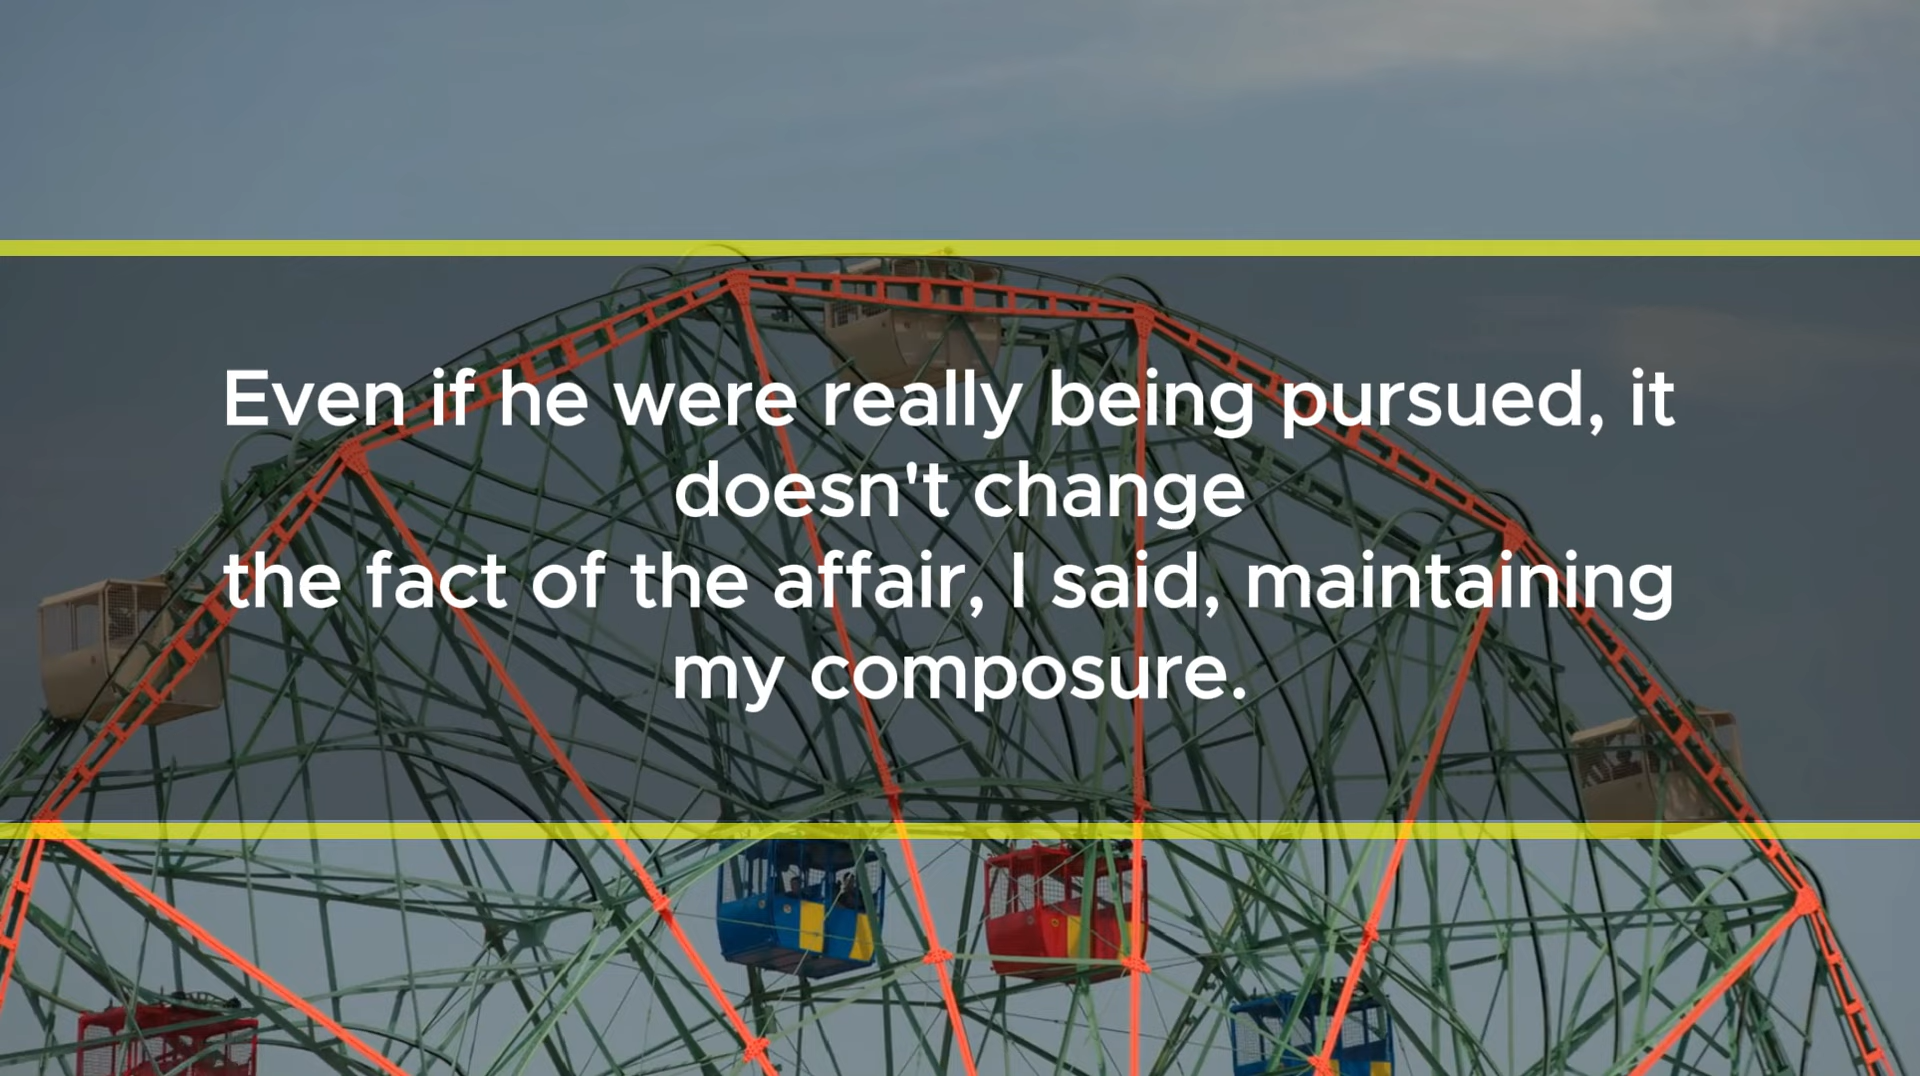 Even if he were really being pursued, it
doesn't change
the fact of the affair, I said, maintaining
my composure.